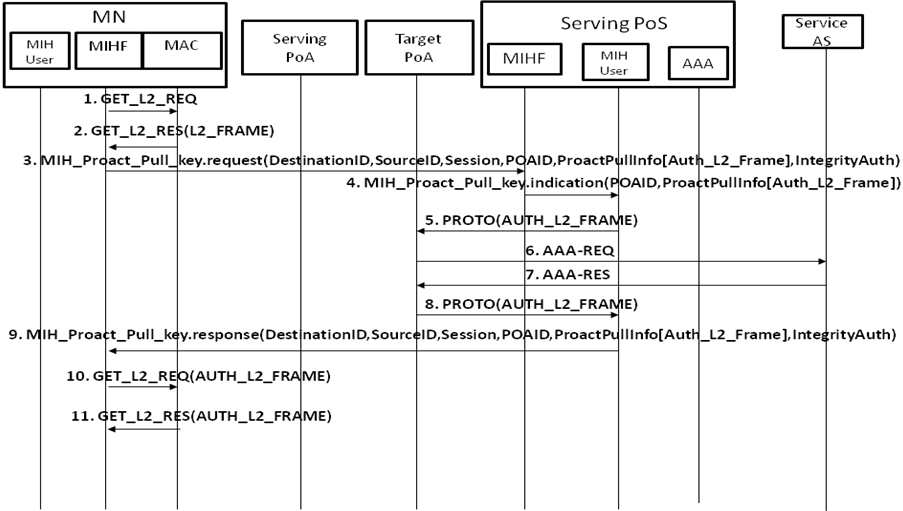 MN
MIH
User
MIHF
MAC
Serving
PoA
Target
PoA
Serving PoS
MIHF
MIH
User
AAA
Service
AS
1. GET_L2_REQ
2. GET_L2_RES(L2_FRAME)
3. MIH_Proact_Pull_key.request(DestinationID,SourceID,Session,POAID,ProactPullInfo[Auth_L2_Frame],IntegrityAuth)
4. MIH_Proact_Pull_key.indication(POAID,ProactPullInfo[Auth_L2_Frame])
5. PROTO(AUTH_L2_FRAME)
6. AAA-REQ
7. AAA-RES
8. PROTO(AUTH_L2_FRAME)
9. MIH_Proact_Pull_key.response(DestinationID,SourceID,Session,POAID,ProactPullInfo[Auth_L2_Frame],IntegrityAuth)
10. GET_L2_REQ(AUTH_L2_FRAME)
11. GET_L2_RES(AUTH_L2_FRAME)